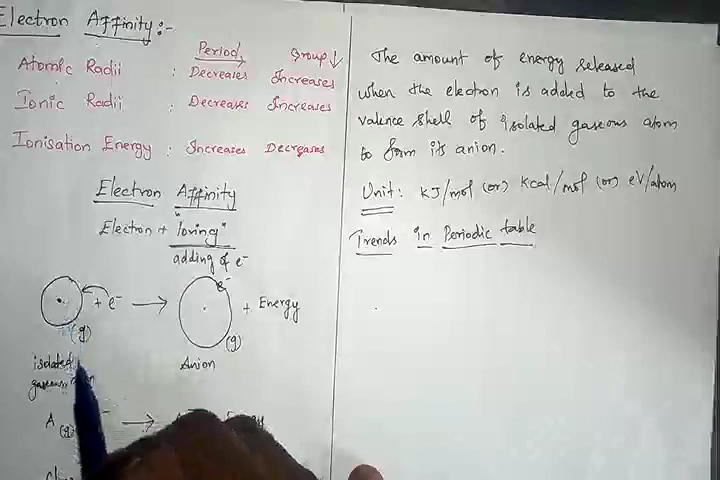 Electron Affinity:-
Period Group ↓
Atomic Radii : Decreases Increases
Ionic Radii : Decreases Increases
Ionisation Energy : Increases Decreases
Electron Affinity
Electron + "loving"
adding of e⁻
+ e⁻ → e⁻ + Energy
(g) (g)
isolated Anion
gaseous
A(g) ⁻ →
The amount of energy released
when the electron is added to the
valence shell of isolated gaseous atom
to form its anion.
Unit: KJ/mol (or) Kcal/mol (or) eV/atom
Trends in Periodic table